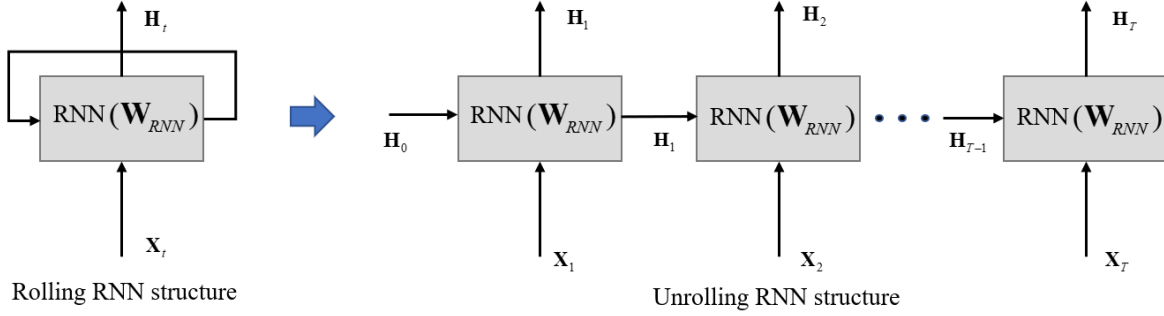 H_t
H_1
H_2
H_T
RNN(W_RNN)
RNN(W_RNN)
RNN(W_RNN)
RNN(W_RNN)
H_0
H_1
H_{T-1}
X_t
X_1
X_2
X_T
Rolling RNN structure
Unrolling RNN structure